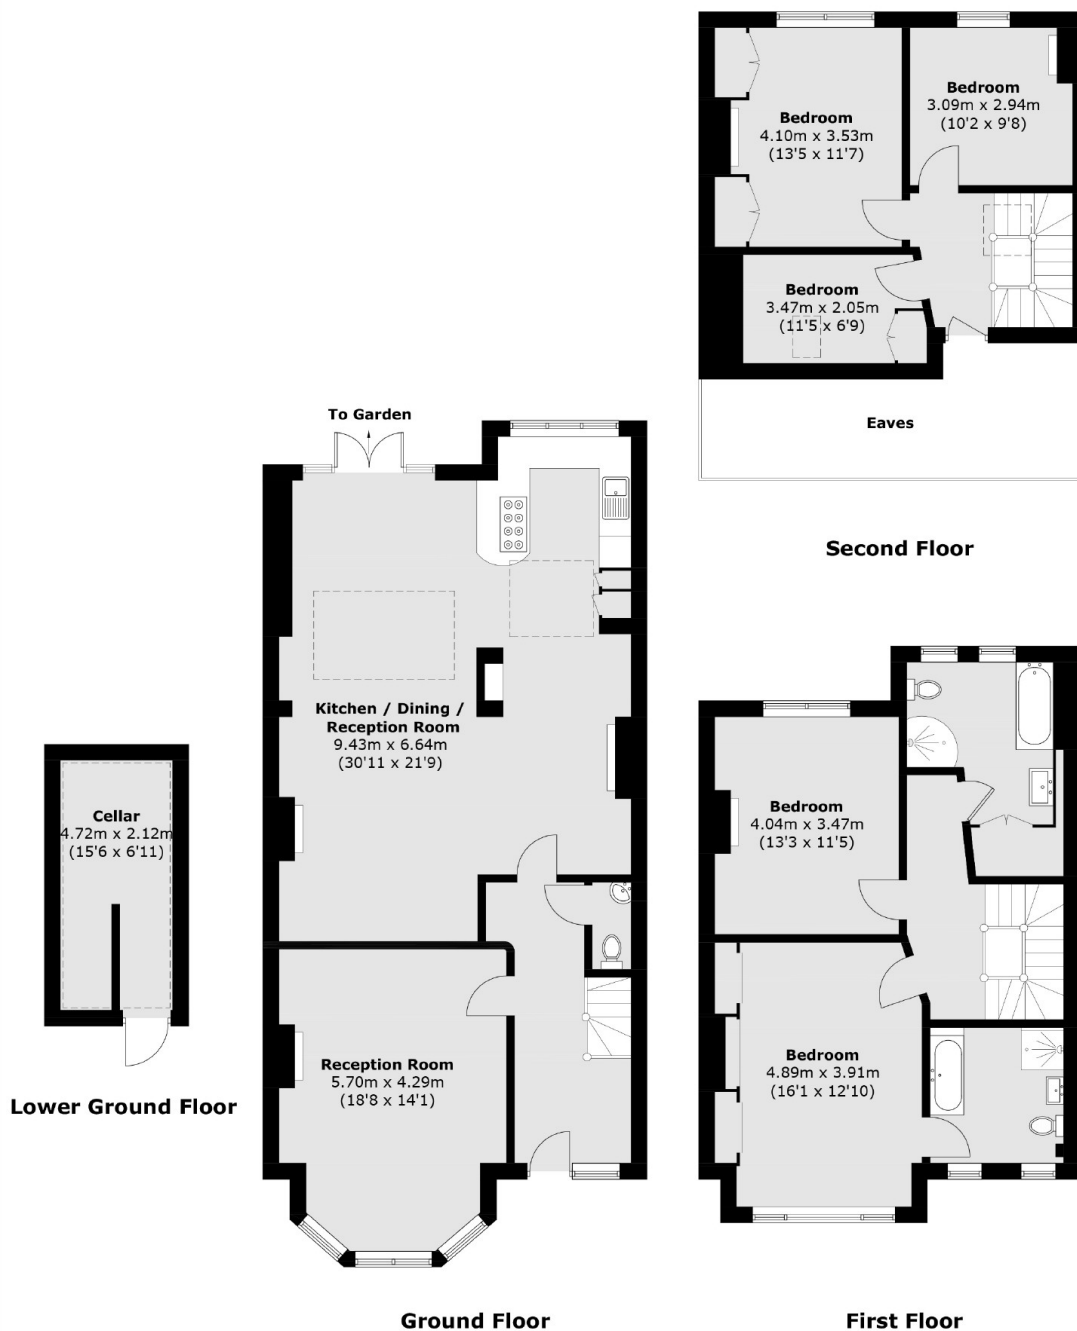 Bedroom
4.10m x 3.53m
(13'5 x 11'7)
Bedroom
3.09m x 2.94m
(10'2 x 9'8)
Bedroom
3.47m x 2.05m
(11'5 x 6'9)
Eaves
Second Floor
To Garden
Kitchen / Dining /
Reception Room
9.43m x 6.64m
(30'11 x 21'9)
Reception Room
5.70m x 4.29m
(18'8 x 14'1)
Ground Floor
Cellar
4.72m x 2.12m
(15'6 x 6'11)
Lower Ground Floor
Bedroom
4.04m x 3.47m
(13'3 x 11'5)
Bedroom
4.89m x 3.91m
(16'1 x 12'10)
First Floor